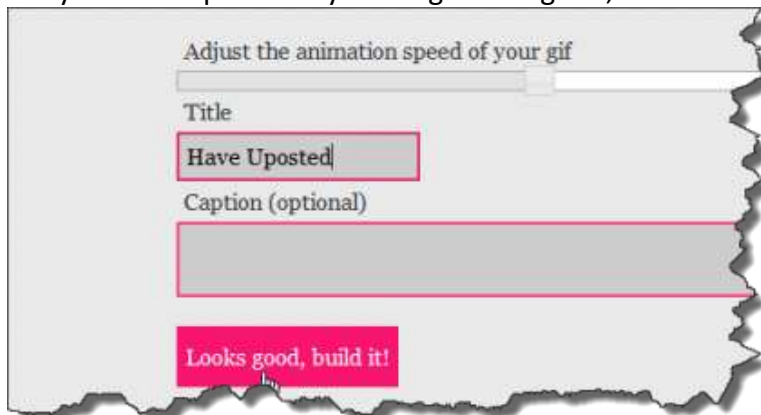 Adjust the animation speed of your gif
Title
Have Uposted
Caption (optional)
Looks good, build it!